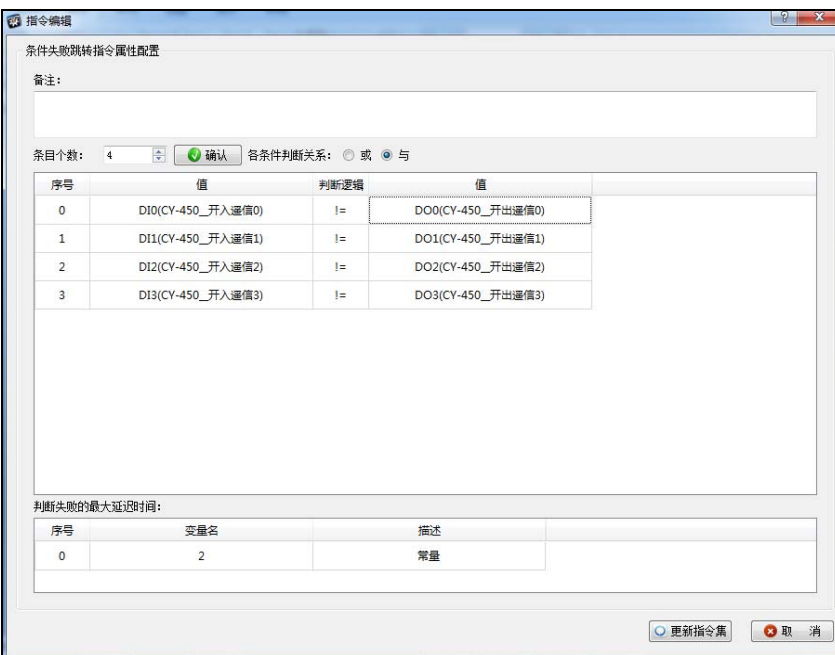 指令编辑
条件失败跳转指令属性配置
备注：
条目个数： 4 确认 各条件判断关系： 或 与
序号 值 判断逻辑 值
0 DI0(CY-450__开入遥信0) != DO0(CY-450__开出遥信0)
1 DI1(CY-450__开入遥信1) != DO1(CY-450__开出遥信1)
2 DI2(CY-450__开入遥信2) != DO2(CY-450__开出遥信2)
3 DI3(CY-450__开入遥信3) != DO3(CY-450__开出遥信3)
判断失败的最大延迟时间：
序号 变量名 描述
0 2 常量
更新指令集 取 消